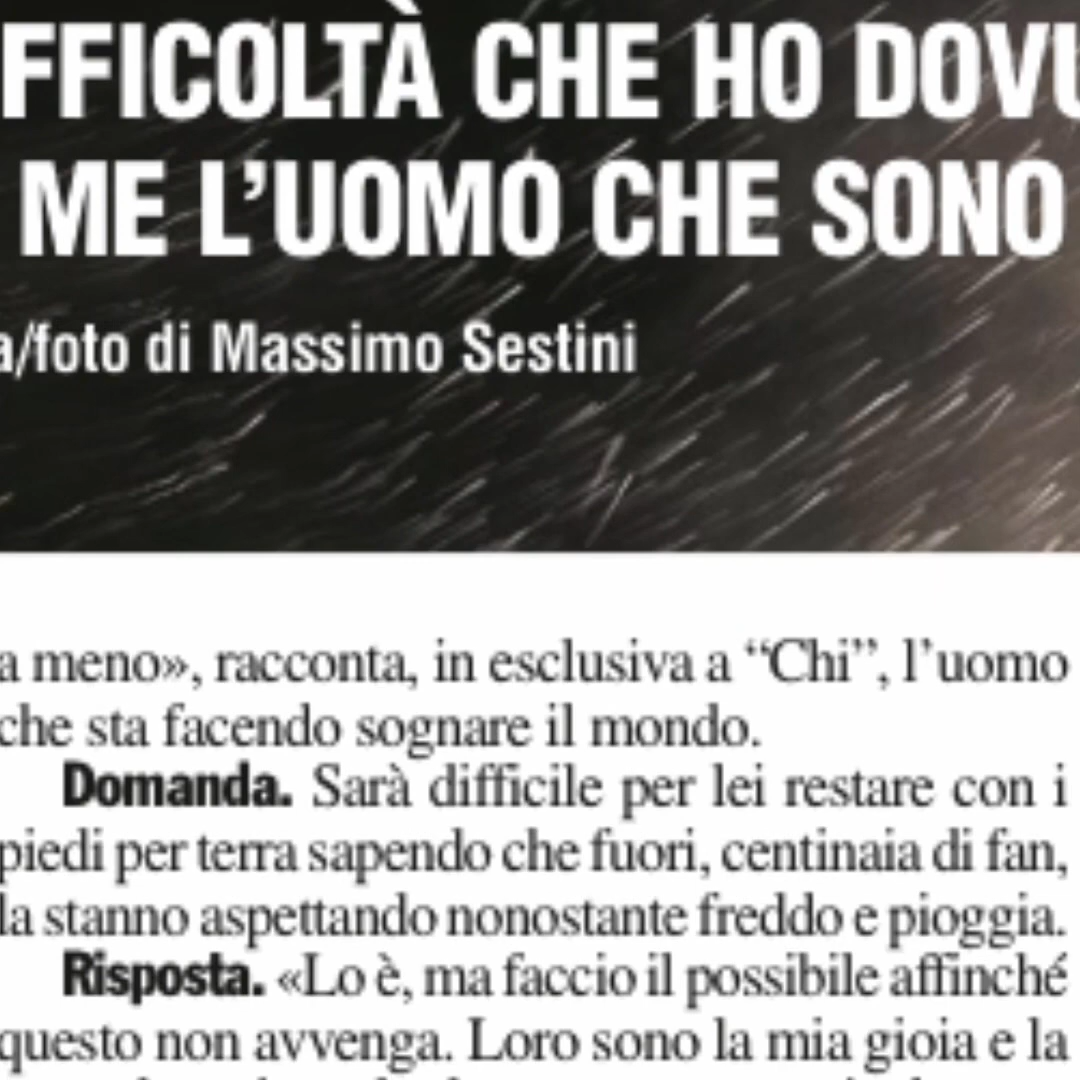 FFICOLTÀ CHE HO DOVU
ME L'UOMO CHE SONO
a/foto di Massimo Sestini
a meno», racconta, in esclusiva a “Chi”, l’uomo
che sta facendo sognare il mondo.
Domanda. Sarà difficile per lei restare con i
piedi per terra sapendo che fuori, centinaia di fan,
la stanno aspettando nonostante freddo e pioggia.
Risposta. «Lo è, ma faccio il possibile affinché
questo non avvenga. Loro sono la mia gioia e la